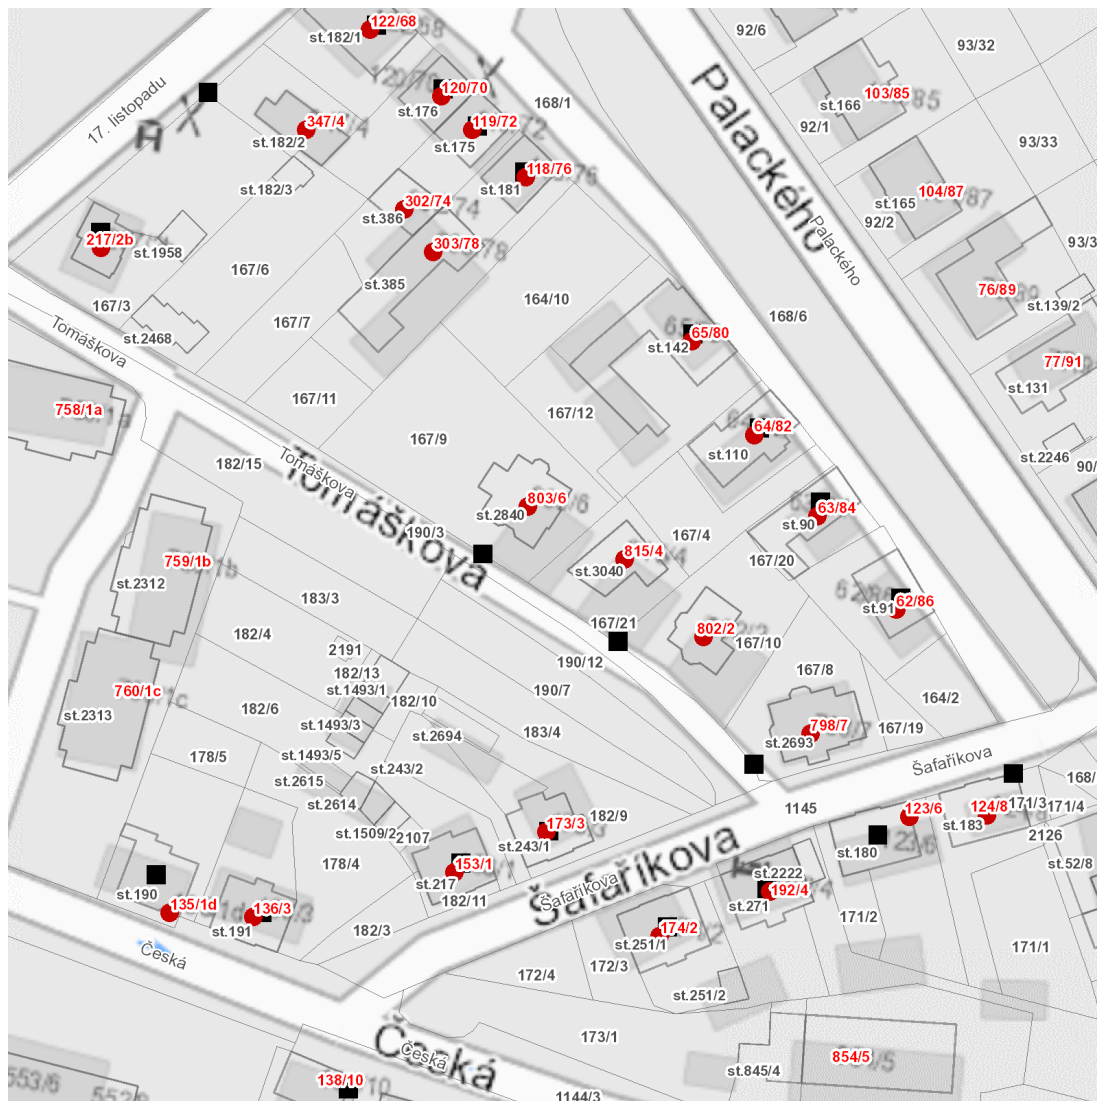 122/68
st.182/1
92/6
93/32
17. listopadu
120/70
st.176
168/1
103/85
st.166
92/1
347/4
st.182/2
119/72
st.175
93/33
Palackého
118/76
st.181
st.182/3
302/74
st.386
104/87
st.165
92/2
217/2b
st.1958
303/78
93/3
Palackého
167/6
st.385
164/10
76/89
167/3
st.139/2
167/7
168/6
Tomáškova
st.2468
65/80
st.142
77/91
st.131
167/11
758/1a
167/12
64/82
167/9
st.110
st.2246
182/15
Tomáškova
Tomáškova
90/
803/6
st.2840
63/84
st.90
190/3
167/4
759/1b
815/4
st.3040
167/20
st.2312
183/3
62/86
st.91
167/21
802/2
182/4
167/10
2191
190/12
182/13
167/8
760/1c
st.1493/1
190/7
182/10
164/2
st.2313
182/6
st.1493/3
798/7
167/19
st.2694
183/4
st.2693
178/5
st.1493/5
st.243/2
Šafaříkova
st.2615
168/
st.2614
124/8
171/3
171/4
1145
123/6
182/9
173/3
st.183
st.1509/2
2107
st.243/1
2126
st.180
178/4
153/1
st.217
Šafaříkova
st.52/8
st.2222
192/4
st.190
182/11
Šafaříkova
st.271
135/1d
136/3
171/2
st.191
182/3
174/2
st.251/1
171/1
Česká
172/3
172/4
st.251/2
173/1
Česká
Česká
854/5
st.845/4
138/10
553/6
1144/3